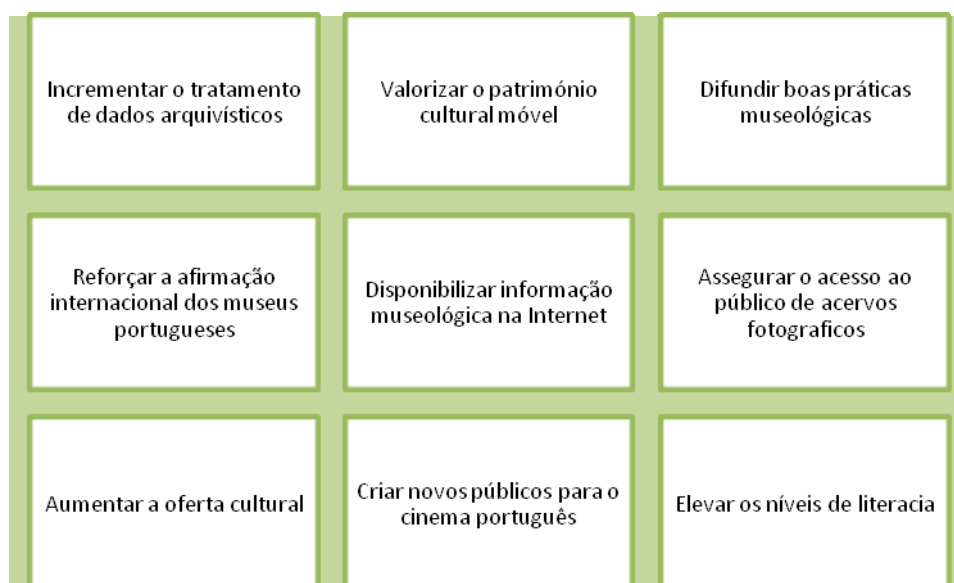 Incrementar o tratamento
de dados arquivísticos
Valorizar o património
cultural móvel
Difundir boas práticas
museológicas
Reforçar a afirmação
internacional dos museus
portugueses
Disponibilizar informação
museológica na Internet
Assegurar o acesso ao
público de acervos
fotograficos
Aumentar a oferta cultural
Criar novos públicos para o
cinema português
Elevar os níveis de literacia